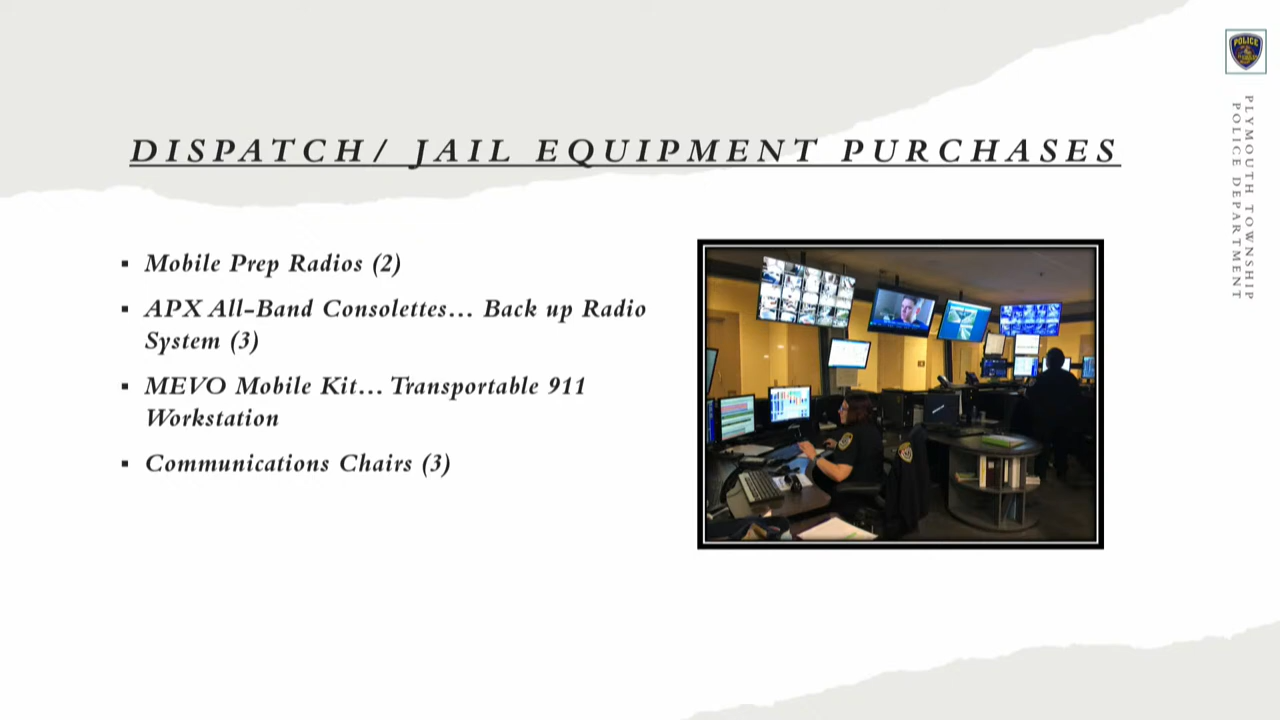 POLICE
PLYMOUTH TOWNSHIP
POLICE DEPARTMENT
DISPATCH/ JAIL EQUIPMENT PURCHASES
▪ Mobile Prep Radios (2)
▪ APX All-Band Consolettes... Back up Radio
System (3)
▪ MEVO Mobile Kit... Transportable 911
Workstation
▪ Communications Chairs (3)